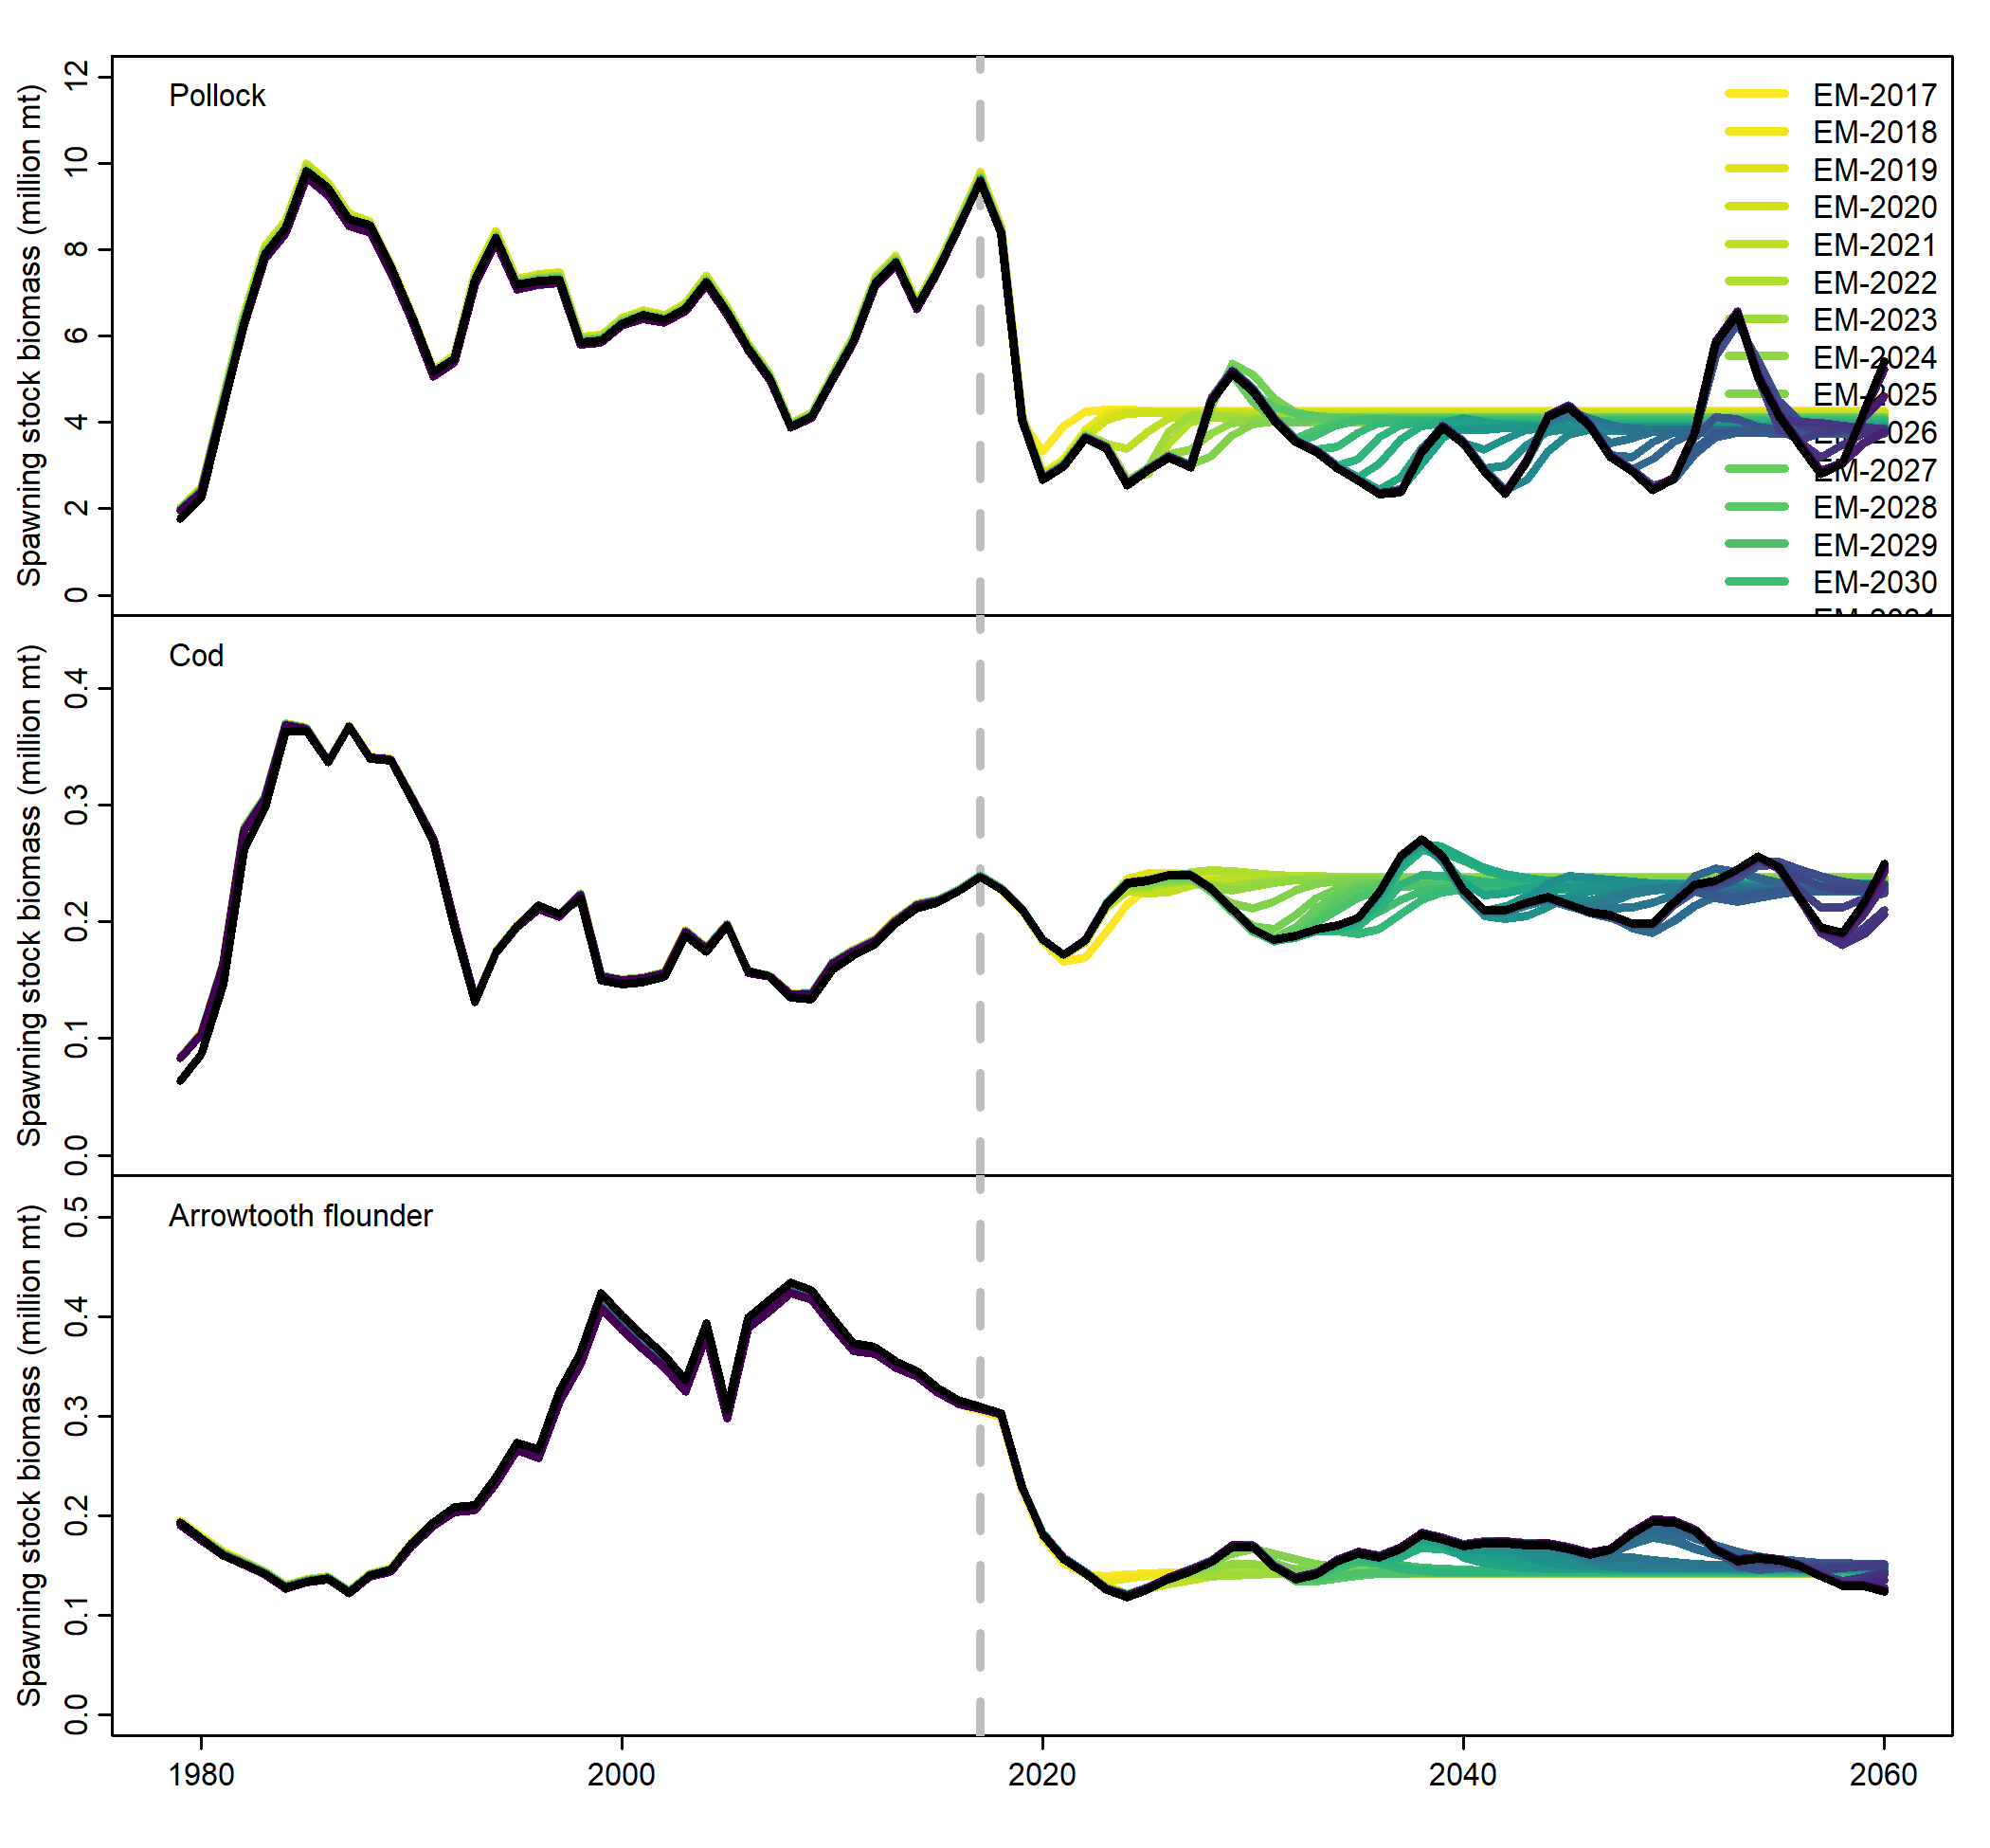 Spawning stock biomass (million mt)
12
10
8
6
4
2
0
Pollock
EM-2017
EM-2018
EM-2019
EM-2020
EM-2021
EM-2022
EM-2023
EM-2024
EM-2025
EM-2026
EM-2027
EM-2028
EM-2029
EM-2030
Spawning stock biomass (million mt)
0.4
0.3
0.2
0.1
0.0
Cod
Spawning stock biomass (million mt)
0.5
0.4
0.3
0.2
0.1
0.0
Arrowtooth flounder
1980
2000
2020
2040
2060